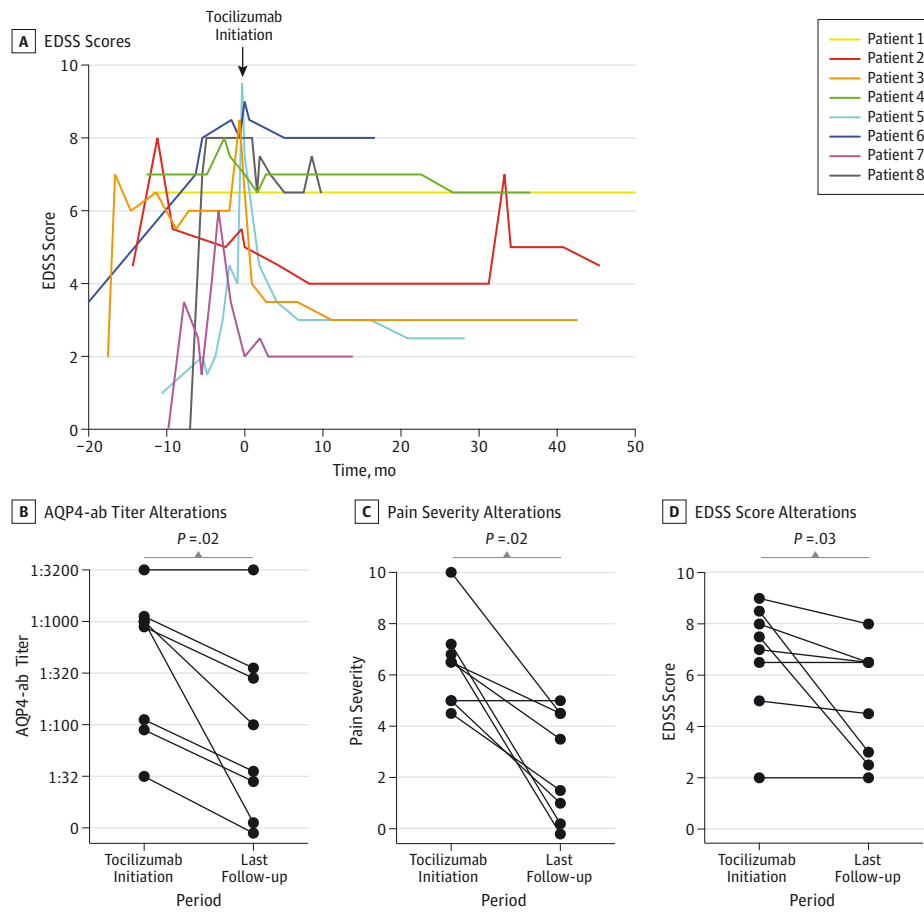 Tocilizumab
Initiation
A EDSS Scores
10
8
6
4
2
0
EDSS Score
−20
−10
0
10
20
30
40
50
Time, mo
Patient 1
Patient 2
Patient 3
Patient 4
Patient 5
Patient 6
Patient 7
Patient 8
B AQP4-ab Titer Alterations
P =.02
1:3200
1:1000
1:320
1:100
1:32
0
AQP4-ab Titer
Tocilizumab
Initiation
Last
Follow-up
Period
C Pain Severity Alterations
P =.02
10
8
6
4
2
0
Pain Severity
Tocilizumab
Initiation
Last
Follow-up
Period
D EDSS Score Alterations
P =.03
10
8
6
4
2
0
EDSS Score
Tocilizumab
Initiation
Last
Follow-up
Period